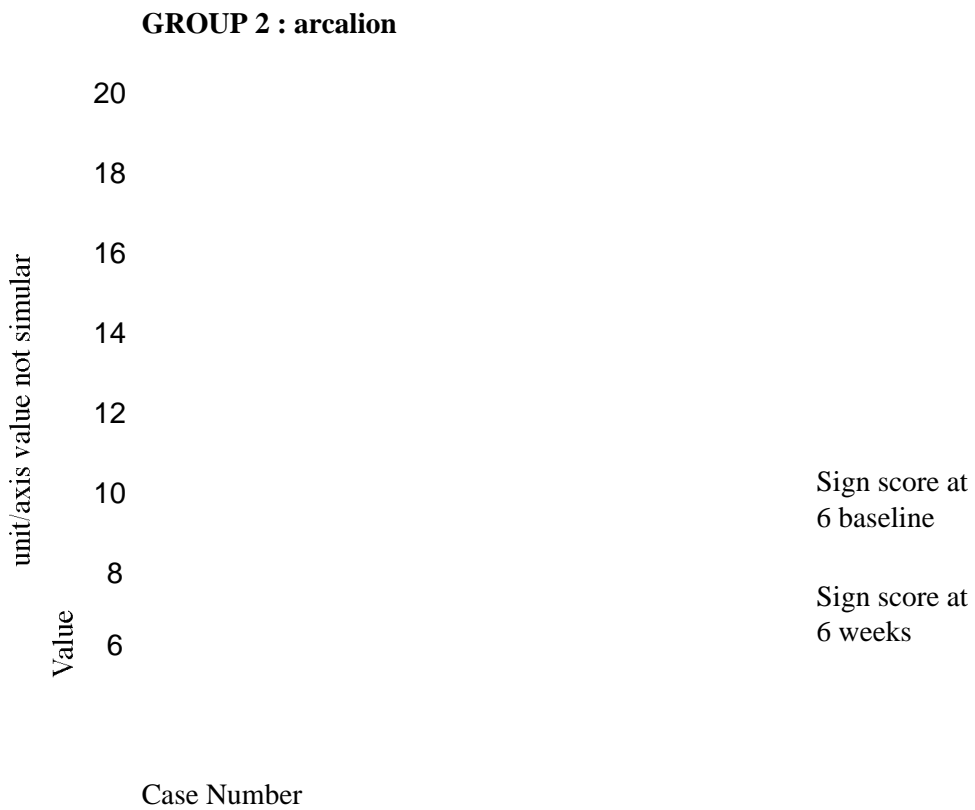 GROUP 2 : arcalion
20
18
16
14
12
10
8
6
unit/axis value not simular
Value
Sign score at
6 baseline
Sign score at
6 weeks
Case Number